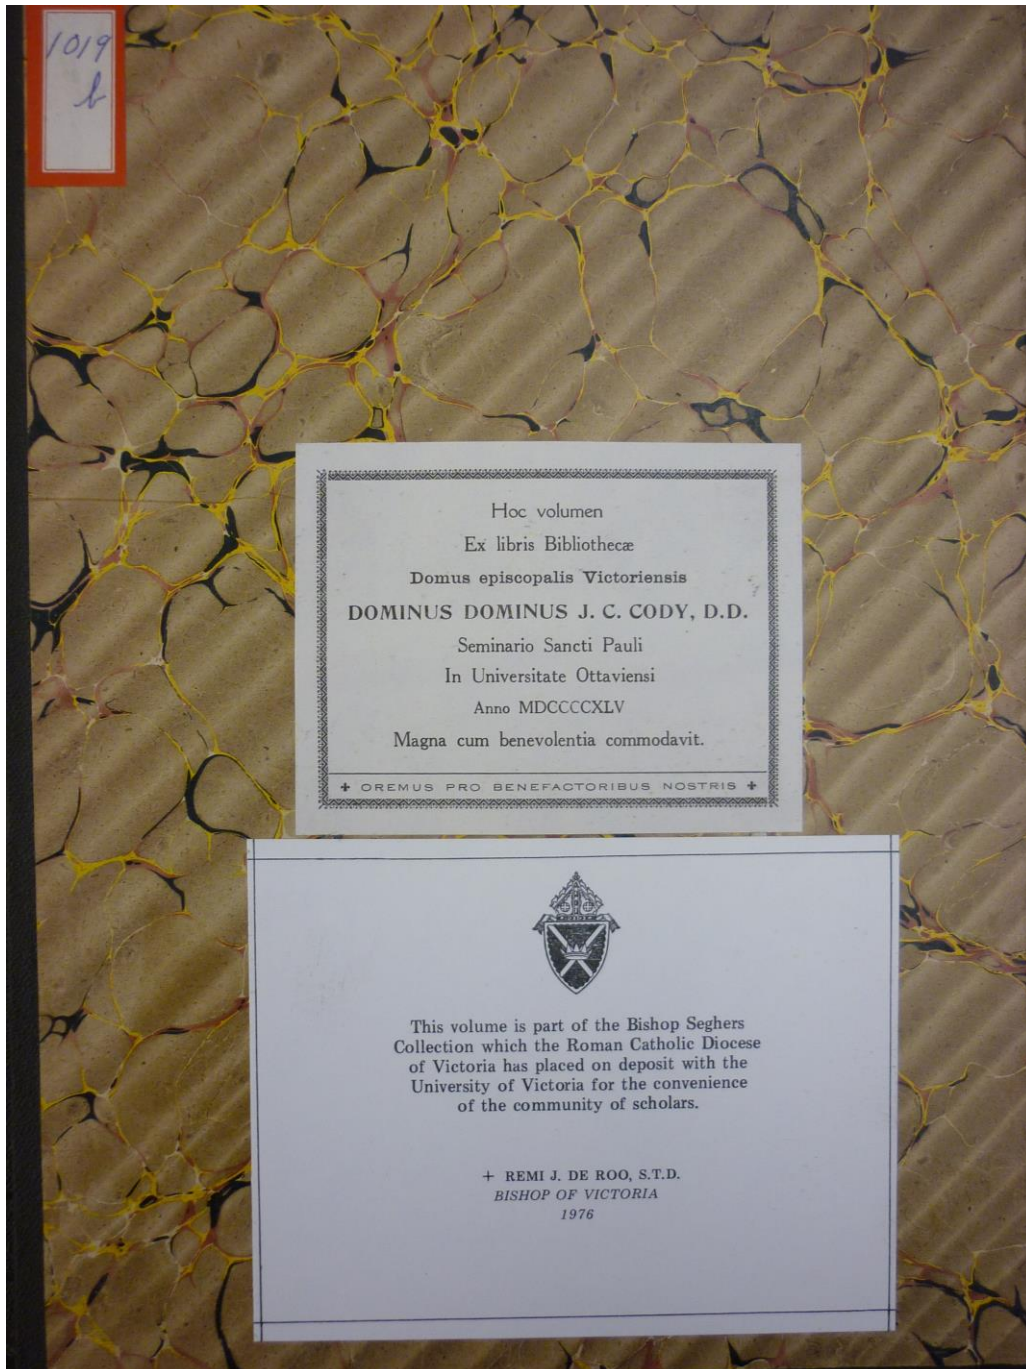 1019
b
Hoc volumen
Ex libris Bibliothecæ
Domus episcopalis Victoriensis
DOMINUS DOMINUS J. C. CODY, D.D.
Seminario Sancti Pauli
In Universitate Ottaviensi
Anno MDCCCCXLV
Magna cum benevolentia commodavit.
✚ OREMUS PRO BENEFACTORIBUS NOSTRIS ✚
This volume is part of the Bishop Seghers
Collection which the Roman Catholic Diocese
of Victoria has placed on deposit with the
University of Victoria for the convenience
of the community of scholars.
+ REMI J. DE ROO, S.T.D.
BISHOP OF VICTORIA
1976